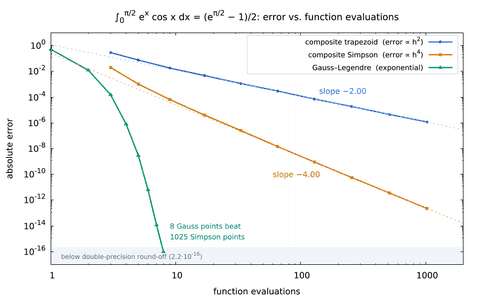 ∫₀^π/2 eˣ cos x dx = (e^π/2 − 1)/2: error vs. function evaluations
composite trapezoid (error ∝ h²)
composite Simpson (error ∝ h⁴)
Gauss–Legendre (exponential)
10⁰
10⁻²
10⁻⁴
10⁻⁶
10⁻⁸
10⁻¹⁰
10⁻¹²
10⁻¹⁴
10⁻¹⁶
absolute error
slope −2.00
slope −4.00
8 Gauss points beat
1025 Simpson points
below double-precision round-off (2.2·10⁻¹⁶)
1 10 100 1000
function evaluations